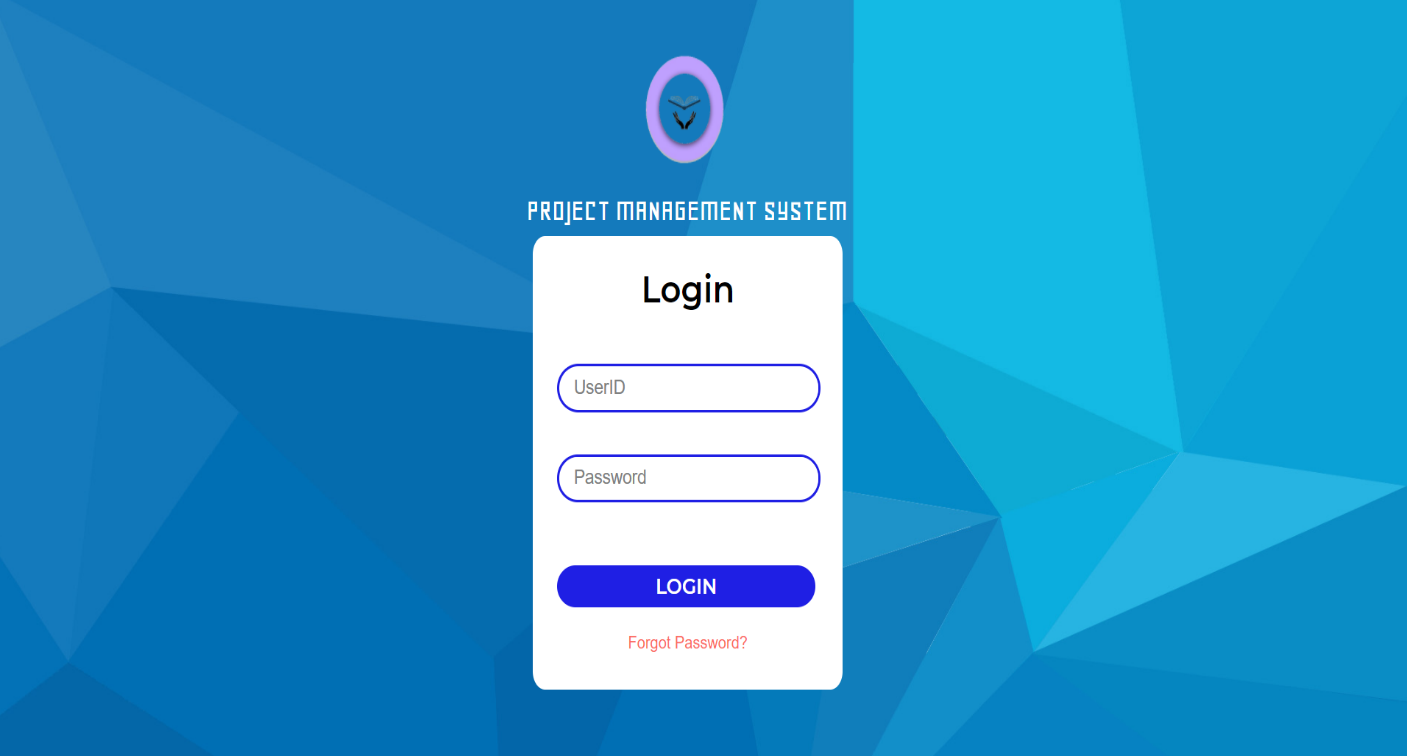 PROJECT MANAGEMENT SYSTEM
Login
UserID
Password
LOGIN
Forgot Password?